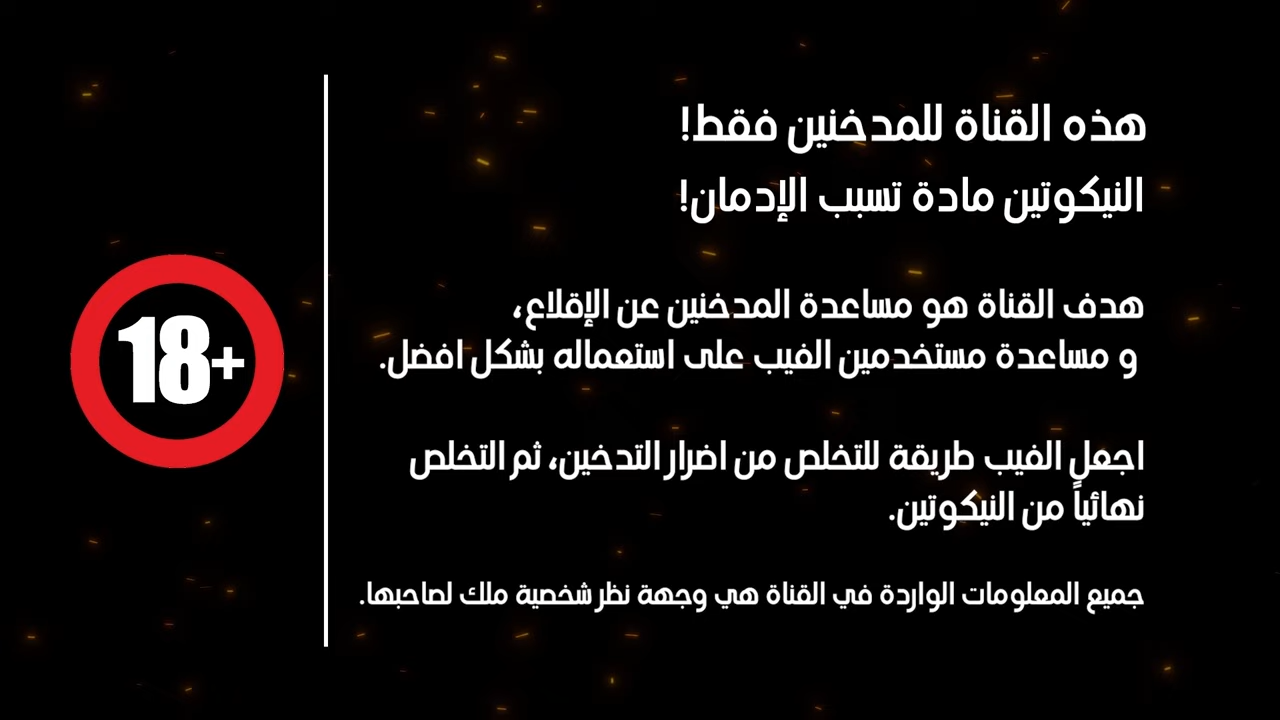 هذه القناة للمدخنين فقط!
النيكوتين مادة تسبب الإدمان!
هدف القناة هو مساعدة المدخنين عن الإقلاع،
و مساعدة مستخدمين الفيب على استعماله بشكل افضل.
اجعل الفيب طريقة للتخلص من اضرار التدخين، ثم التخلص
نهائياً من النيكوتين.
جميع المعلومات الواردة في القناة هي وجهة نظر شخصية ملك لصاحبها.
18+